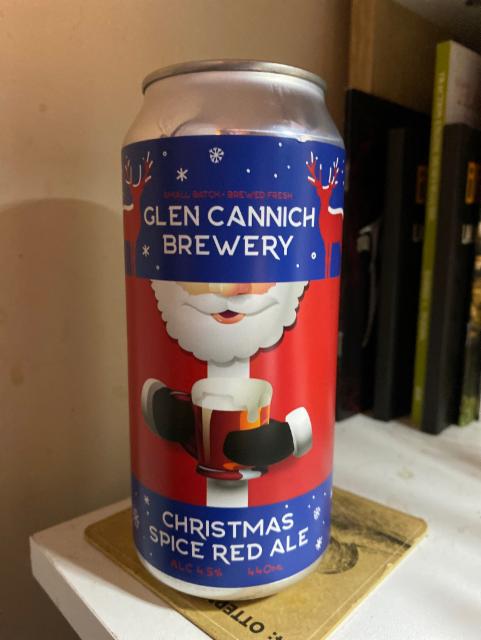 SMALL BATCH • BREWED FRESH
GLEN CANNICH
BREWERY
CHRISTMAS
SPICE RED ALE
ALC 4.5% 440ml